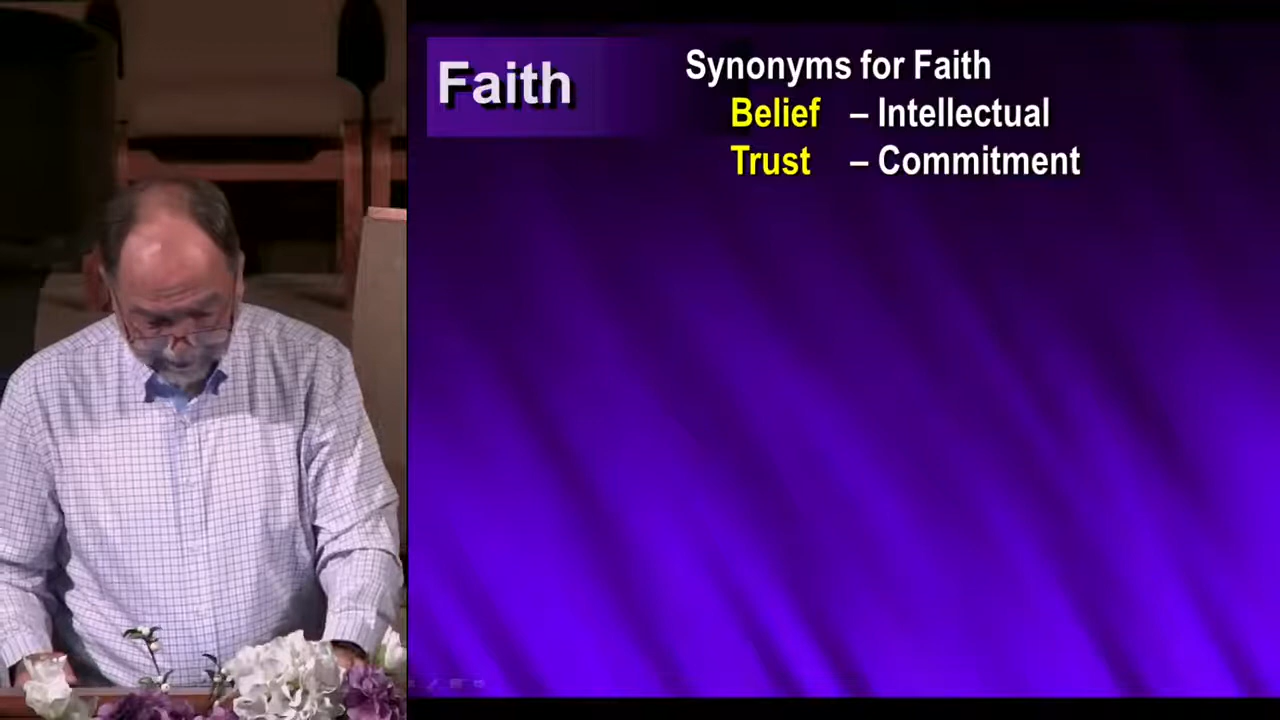 Faith
Synonyms for Faith
Belief – Intellectual
Trust – Commitment